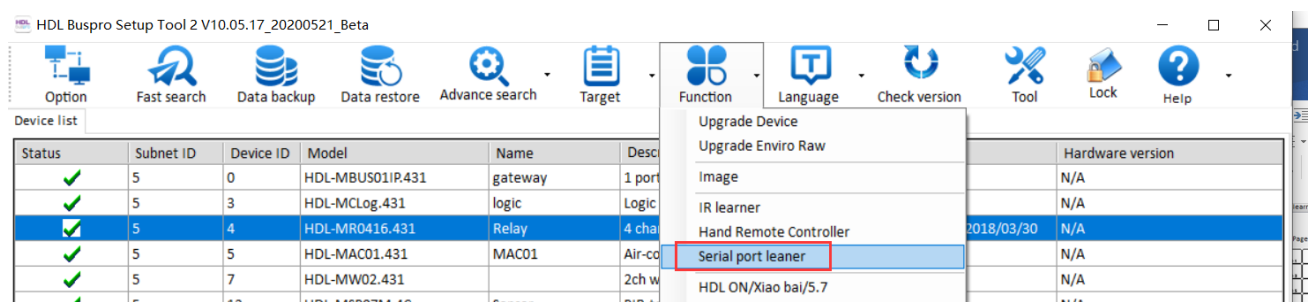 HDL Buspro Setup Tool 2 V10.05.17_20200521_Beta
Option Fast search Data backup Data restore Advance search Target Function Language Check version Tool Lock Help
Device list
Upgrade Device
Upgrade Enviro Raw
Image
IR learner
Hand Remote Controller
Serial port leaner
HDL ON/Xiao bai/5.7
Status Subnet ID Device ID Model Name Descr Hardware version
5 0 HDL-MBUS01IP.431 gateway 1 port N/A
5 3 HDL-MCLog.431 logic Logic N/A
5 4 HDL-MR0416.431 Relay 4 cha 2018/03/30 N/A
5 5 HDL-MAC01.431 MAC01 Air-co N/A
5 7 HDL-MW02.431 2ch w N/A